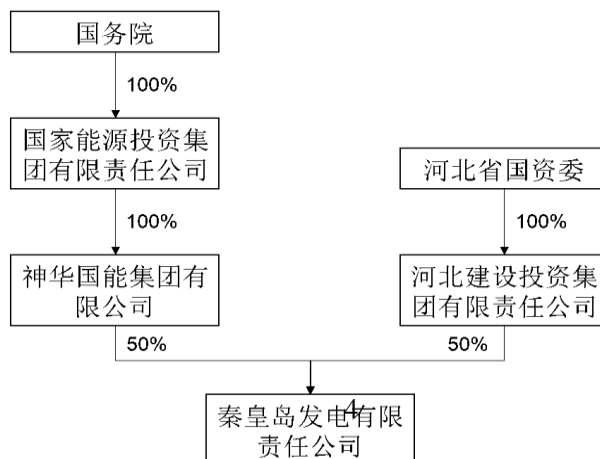 国务院
100%
国家能源投资集
团有限责任公司
河北省国资委
100%
100%
神华国能集团有
限公司
河北建设投资集
团有限责任公司
50%
50%
4
秦皇岛发电有限
责任公司